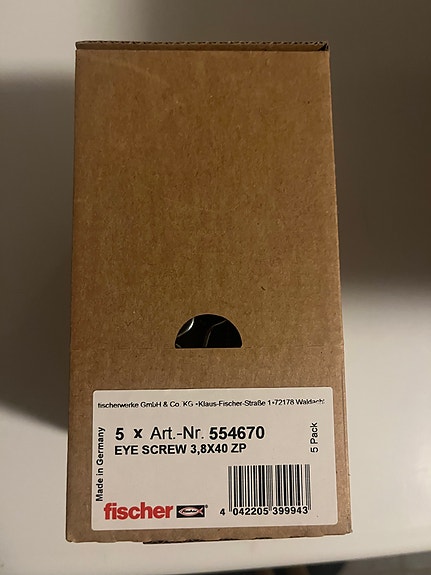 fischerwerke GmbH & Co. KG •Klaus-Fischer-Straße 1•72178 Waldachtal
Made in Germany
5 x Art.-Nr. 554670
EYE SCREW 3,8X40 ZP
5 Pack
fischer
4 042205 399943